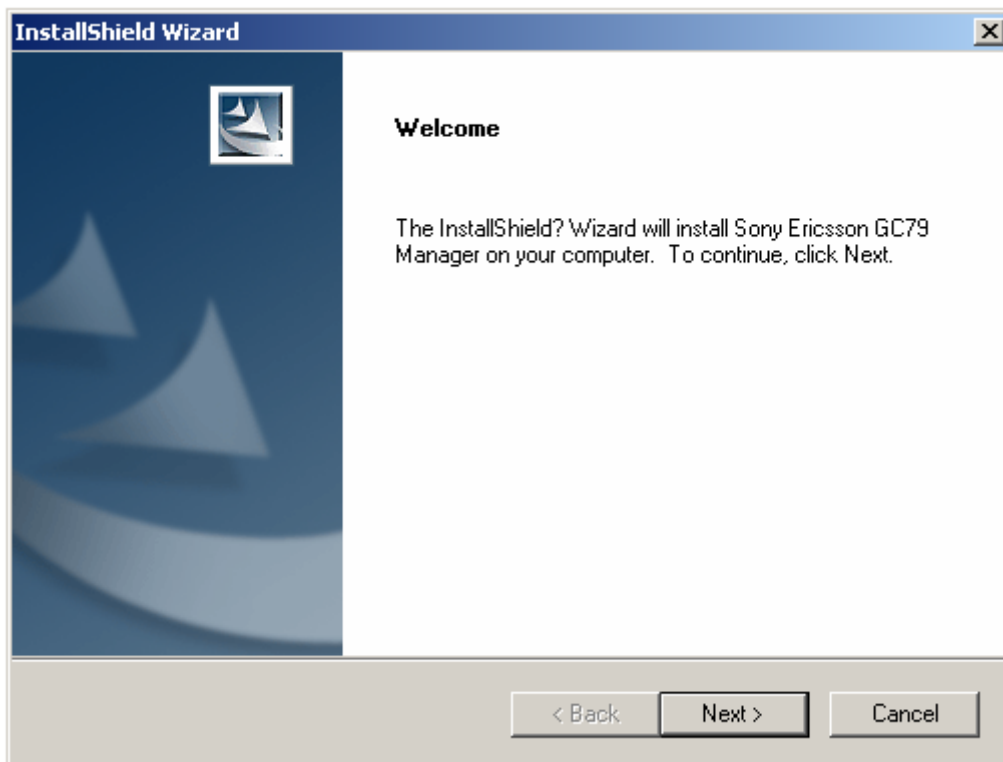 InstallShield Wizard
Welcome
The InstallShield? Wizard will install Sony Ericsson GC79
Manager on your computer.  To continue, click Next.
< Back
Next >
Cancel